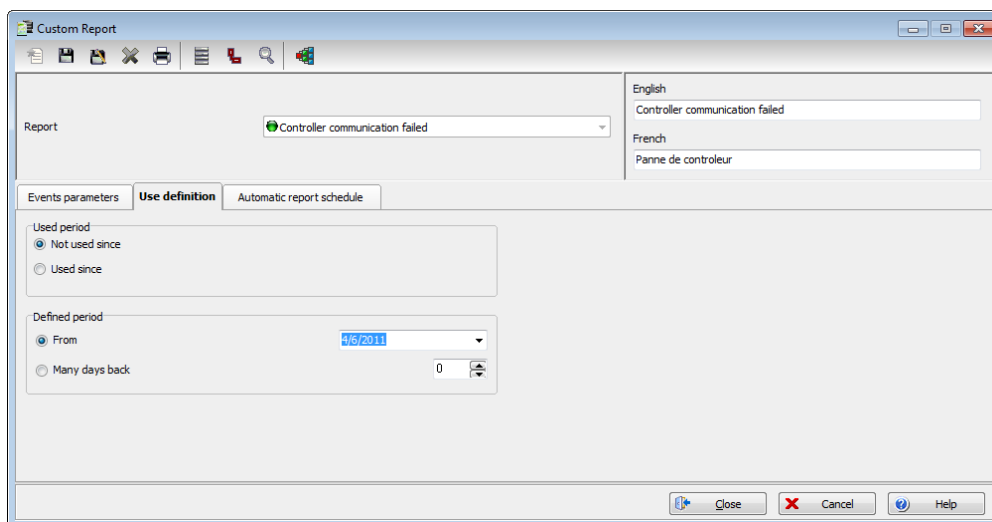 Custom Report
Report
Controller communication failed
English
Controller communication failed
French
Panne de controleur
Events parameters
Use definition
Automatic report schedule
Used period
Not used since
Used since
Defined period
From
4/6/2011
Many days back
0
Close
Cancel
Help